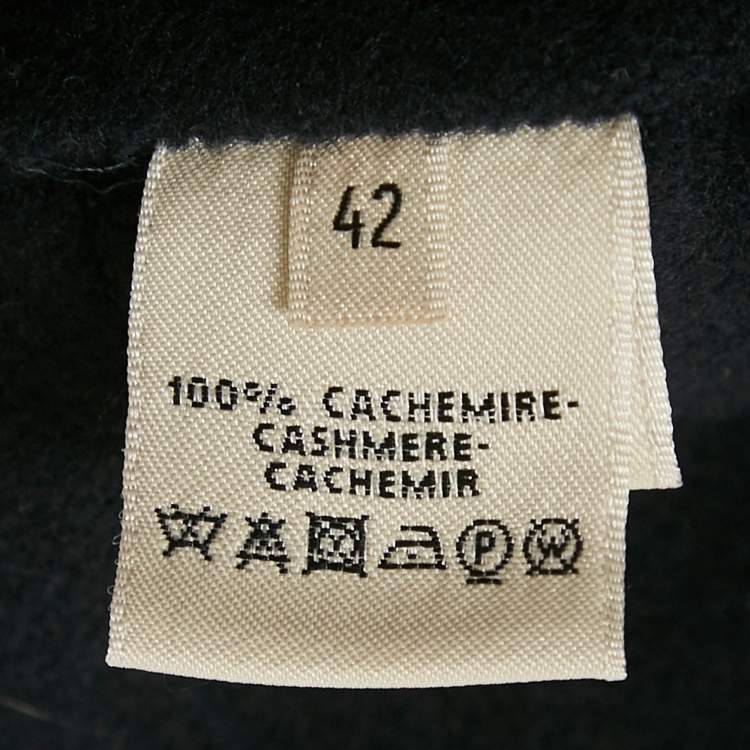 42
100% CACHEMIRE-
CASHMERE-
CACHEMIR
P W